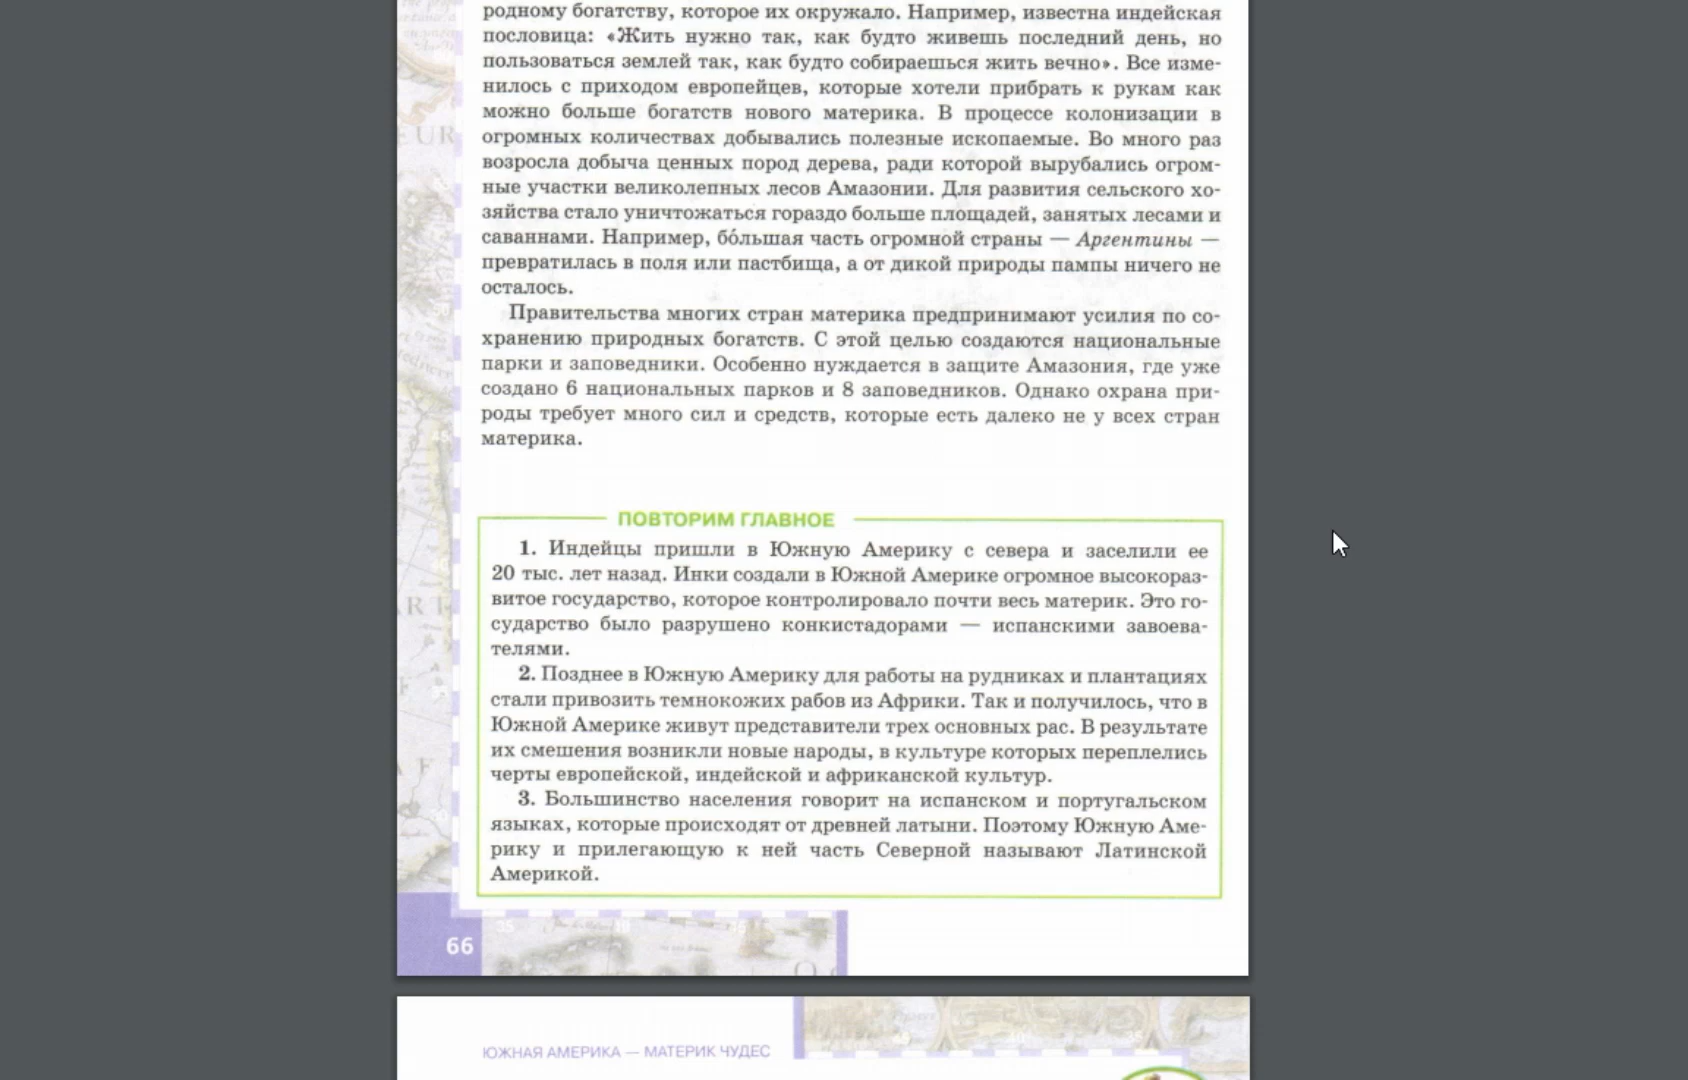 родному богатству, которое их окружало. Например, известна индейская
пословица: «Жить нужно так, как будто живешь последний день, но
пользоваться землей так, как будто собираешься жить вечно». Все изме-
нилось с приходом европейцев, которые хотели прибрать к рукам как
можно больше богатств нового материка. В процессе колонизации в
огромных количествах добывались полезные ископаемые. Во много раз
возросла добыча ценных пород дерева, ради которой вырубались огром-
ные участки великолепных лесов Амазонии. Для развития сельского хо-
зяйства стало уничтожаться гораздо больше площадей, занятых лесами и
саваннами. Например, бо́льшая часть огромной страны — Аргентины —
превратилась в поля или пастбища, а от дикой природы пампы ничего не
осталось.
Правительства многих стран материка предпринимают усилия по со-
хранению природных богатств. С этой целью создаются национальные
парки и заповедники. Особенно нуждается в защите Амазония, где уже
создано 6 национальных парков и 8 заповедников. Однако охрана при-
роды требует много сил и средств, которые есть далеко не у всех стран
материка.
ПОВТОРИМ ГЛАВНОЕ
1. Индейцы пришли в Южную Америку с севера и заселили ее
20 тыс. лет назад. Инки создали в Южной Америке огромное высокораз-
витое государство, которое контролировало почти весь материк. Это го-
сударство было разрушено конкистадорами — испанскими завоева-
телями.
2. Позднее в Южную Америку для работы на рудниках и плантациях
стали привозить темнокожих рабов из Африки. Так и получилось, что в
Южной Америке живут представители трех основных рас. В результате
их смешения возникли новые народы, в культуре которых переплелись
черты европейской, индейской и африканской культур.
3. Большинство населения говорит на испанском и португальском
языках, которые происходят от древней латыни. Поэтому Южную Аме-
рику и прилегающую к ней часть Северной называют Латинской
Америкой.
66
ЮЖНАЯ АМЕРИКА — МАТЕРИК ЧУДЕС